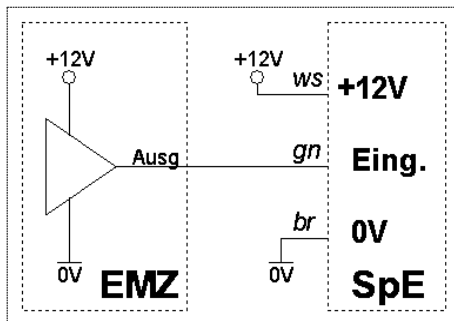 +12V
+12V
ws
+12V
Ausg
gn
Eing.
br
0V
0V
0V
EMZ
SpE